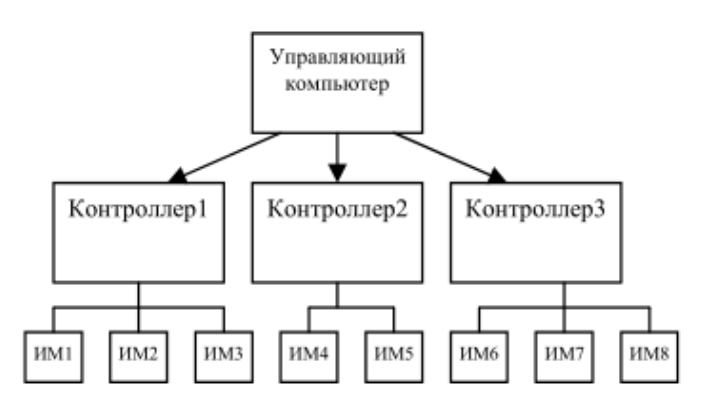 Управляющий
компьютер
Контроллер1
Контроллер2
Контроллер3
ИМ1
ИМ2
ИМ3
ИМ4
ИМ5
ИМ6
ИМ7
ИМ8